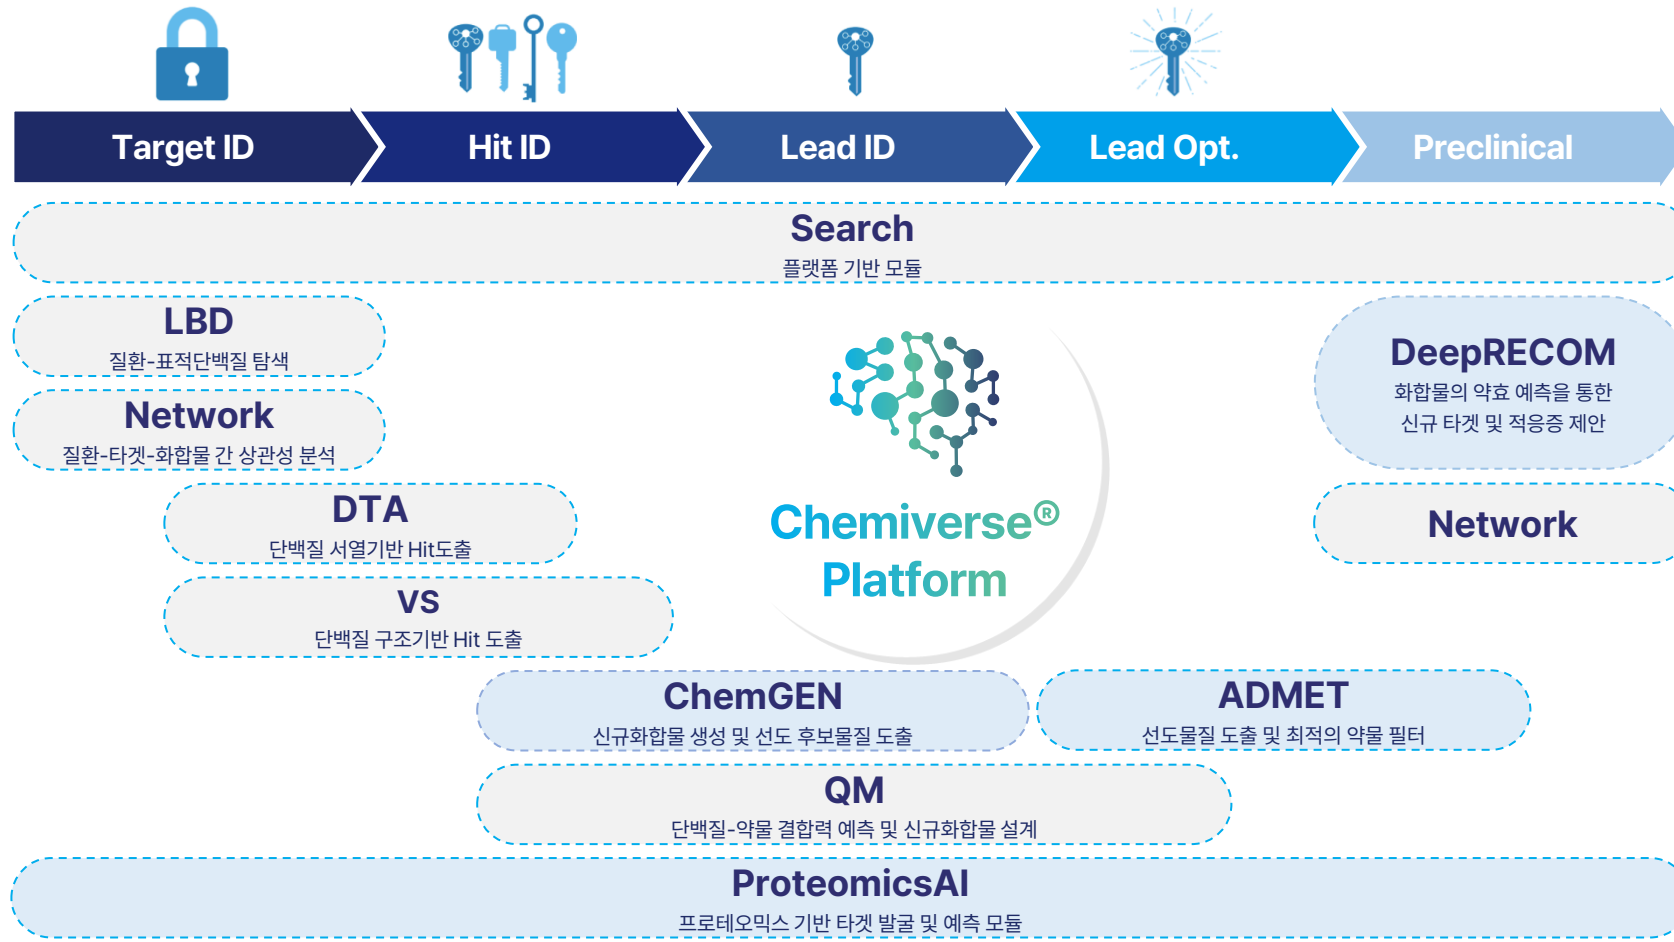 Target ID
Hit ID
Lead ID
Lead Opt.
Preclinical
Search
플랫폼 기반 모듈
LBD
질환-표적단백질 탐색
Network
질환-타겟-화합물 간 상관성 분석
DTA
단백질 서열기반 Hit도출
VS
단백질 구조기반 Hit 도출
Chemiverse®
Platform
DeepRECOM
화합물의 약효 예측을 통한
신규 타겟 및 적응증 제안
Network
ChemGEN
신규화합물 생성 및 선도 후보물질 도출
ADMET
선도물질 도출 및 최적의 약물 필터
QM
단백질-약물 결합력 예측 및 신규화합물 설계
ProteomicsAI
프로테오믹스 기반 타겟 발굴 및 예측 모듈